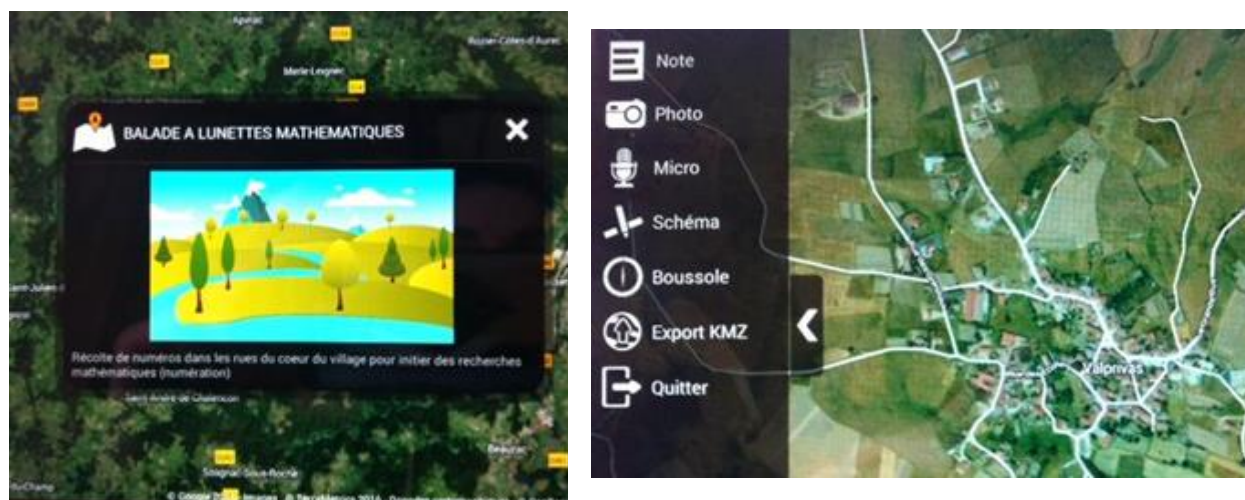 Apinac
Rozier-Côtes-d'Aurec
Merle-Leignec
BALADE A LUNETTES MATHEMATIQUES
Récolte de numéros dans les rues du coeur du village pour initier des recherches
mathématiques (numération)
Saint-André-de-Chalencon
Solignac-Sous-Roche
Beauzac
Note
Photo
Micro
Schéma
Boussole
Export KMZ
Quitter
Valprivas